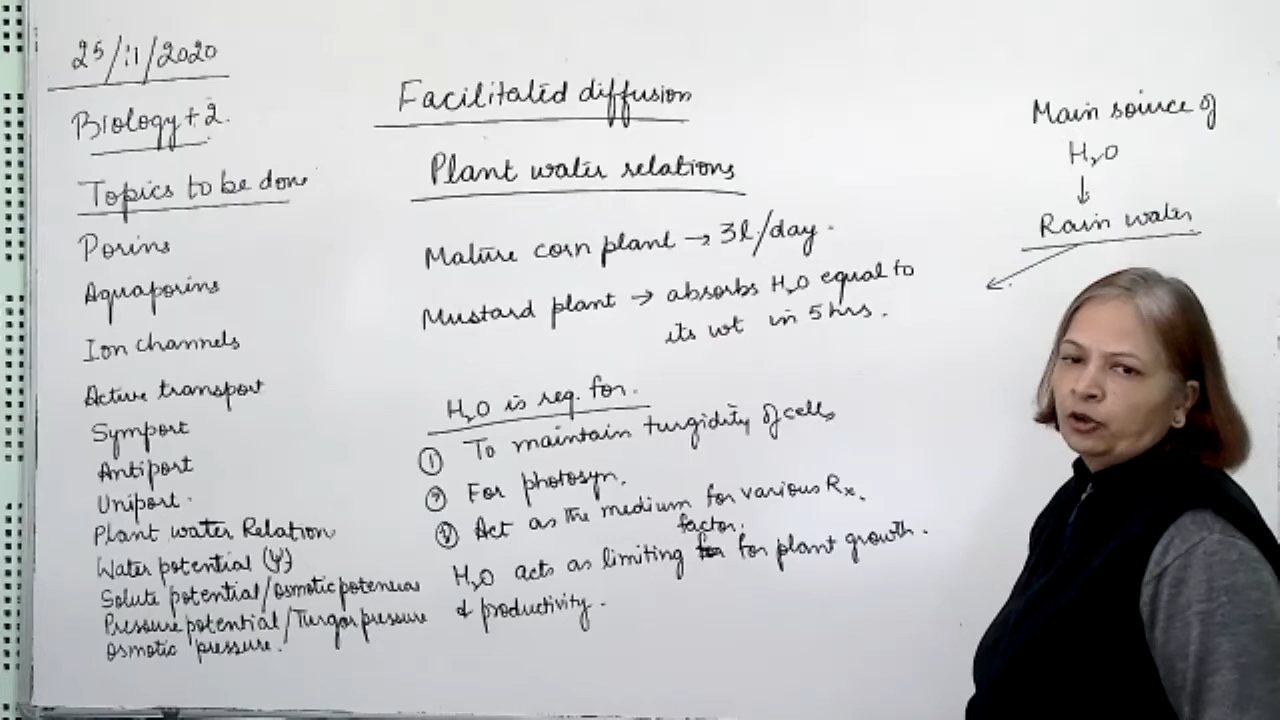 25/11/2020
Biology +2.
Topics to be done
Porins
Aquaporins
Ion channels
Active transport
Symport
Antiport
Uniport.
Plant water Relation
Water potential (Ψ)
Solute potential/Osmotic potential
Pressure potential/Turgor pressure
Osmotic pressure.
Facilitated diffusion
Plant water relations
Mature corn plant → 3l/day.
Mustard plant → absorbs H2O equal to
its wt in 5 hrs.
H2O is req. for.
① To maintain turgidity of cells
② For photosyn.
③ Act as the medium for various Rx.
factor.
H2O acts as limiting for plant growth.
& productivity.
Main source of
H2O
↓
Rain water